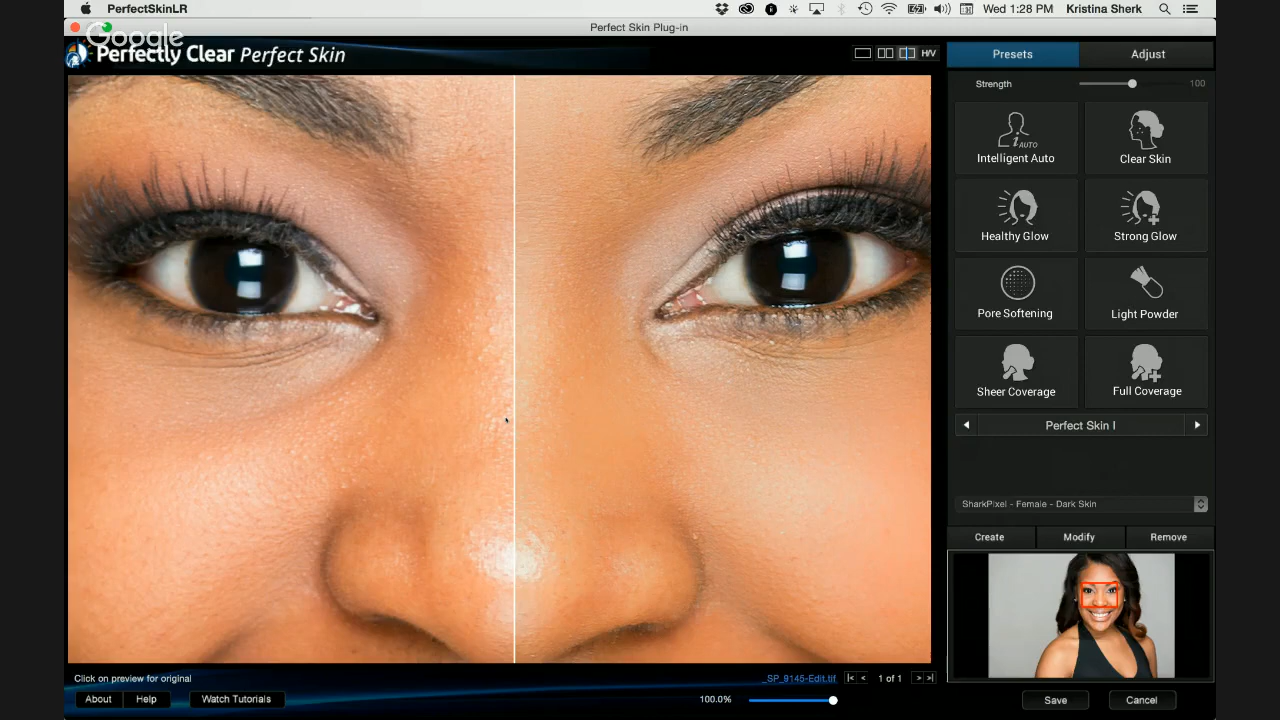 PerfectSkinLR
Wed 1:28 PM Kristina Sherk
Perfect Skin Plug-in
Google
Perfectly Clear Perfect Skin
H/V
Presets
Adjust
Strength
100
iAUTO
Intelligent Auto
Clear Skin
Healthy Glow
Strong Glow
Pore Softening
Light Powder
Sheer Coverage
Full Coverage
Perfect Skin I
SharkPixel - Female - Dark Skin
Create
Modify
Remove
Click on preview for original
_SP_9145-Edit.tif
1 of 1
About
Help
Watch Tutorials
100.0%
Save
Cancel